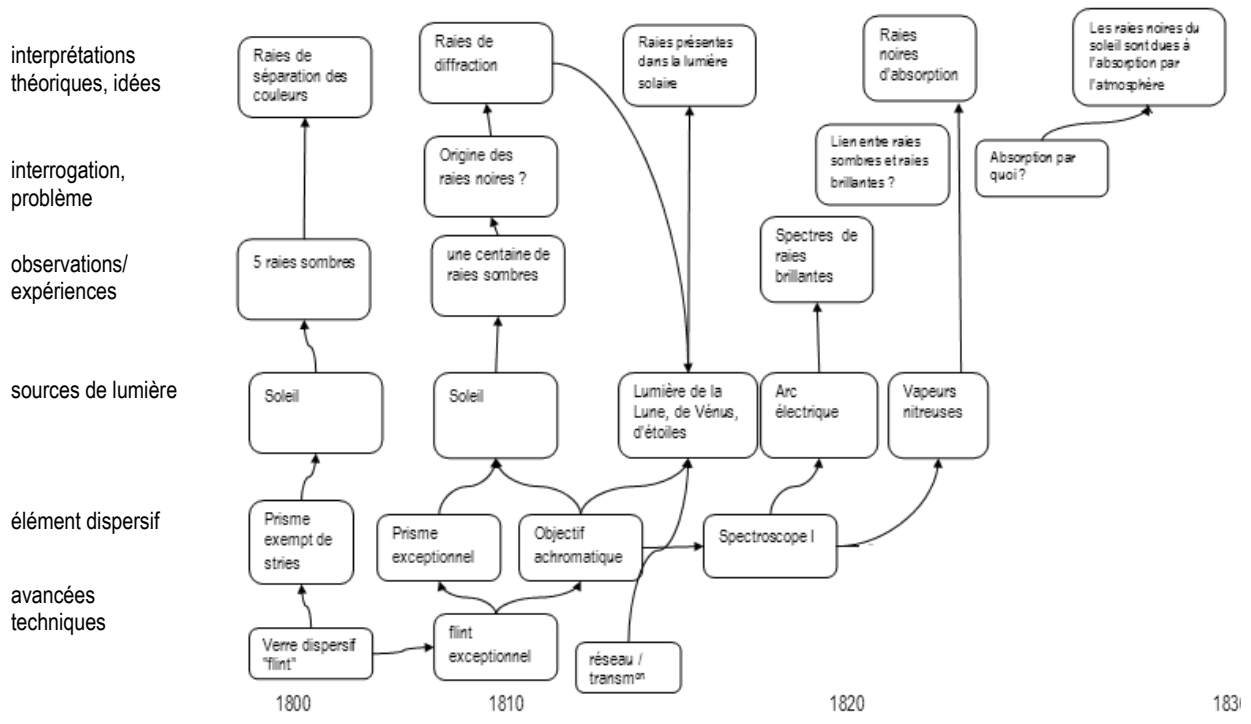 interprétations
théoriques, idées
Raies de
séparation des
couleurs
Raies de
diffraction
Raies présentes
dans la lumière
solaire
Raies
noires
d'absorption
Les raies noires du
soleil sont dues à
l'absorption par
l'atmosphère
interrogation,
problème
Origine des
raies noires ?
Lien entre raies
sombres et raies
brillantes ?
Absorption par
quoi ?
observations/
expériences
5 raies sombres
une centaine de
raies sombres
Spectres de
raies
brillantes
sources de lumière
Soleil
Soleil
Lumière de la
Lune, de Vénus,
d'étoiles
Arc
électrique
Vapeurs
nitreuses
élément dispersif
Prisme
exempt de
stries
Prisme
exceptionnel
Objectif
achromatique
Spectroscope I
avancées
techniques
Verre dispersif
"flint"
flint
exceptionnel
réseau /
transmon
1800
1810
1820